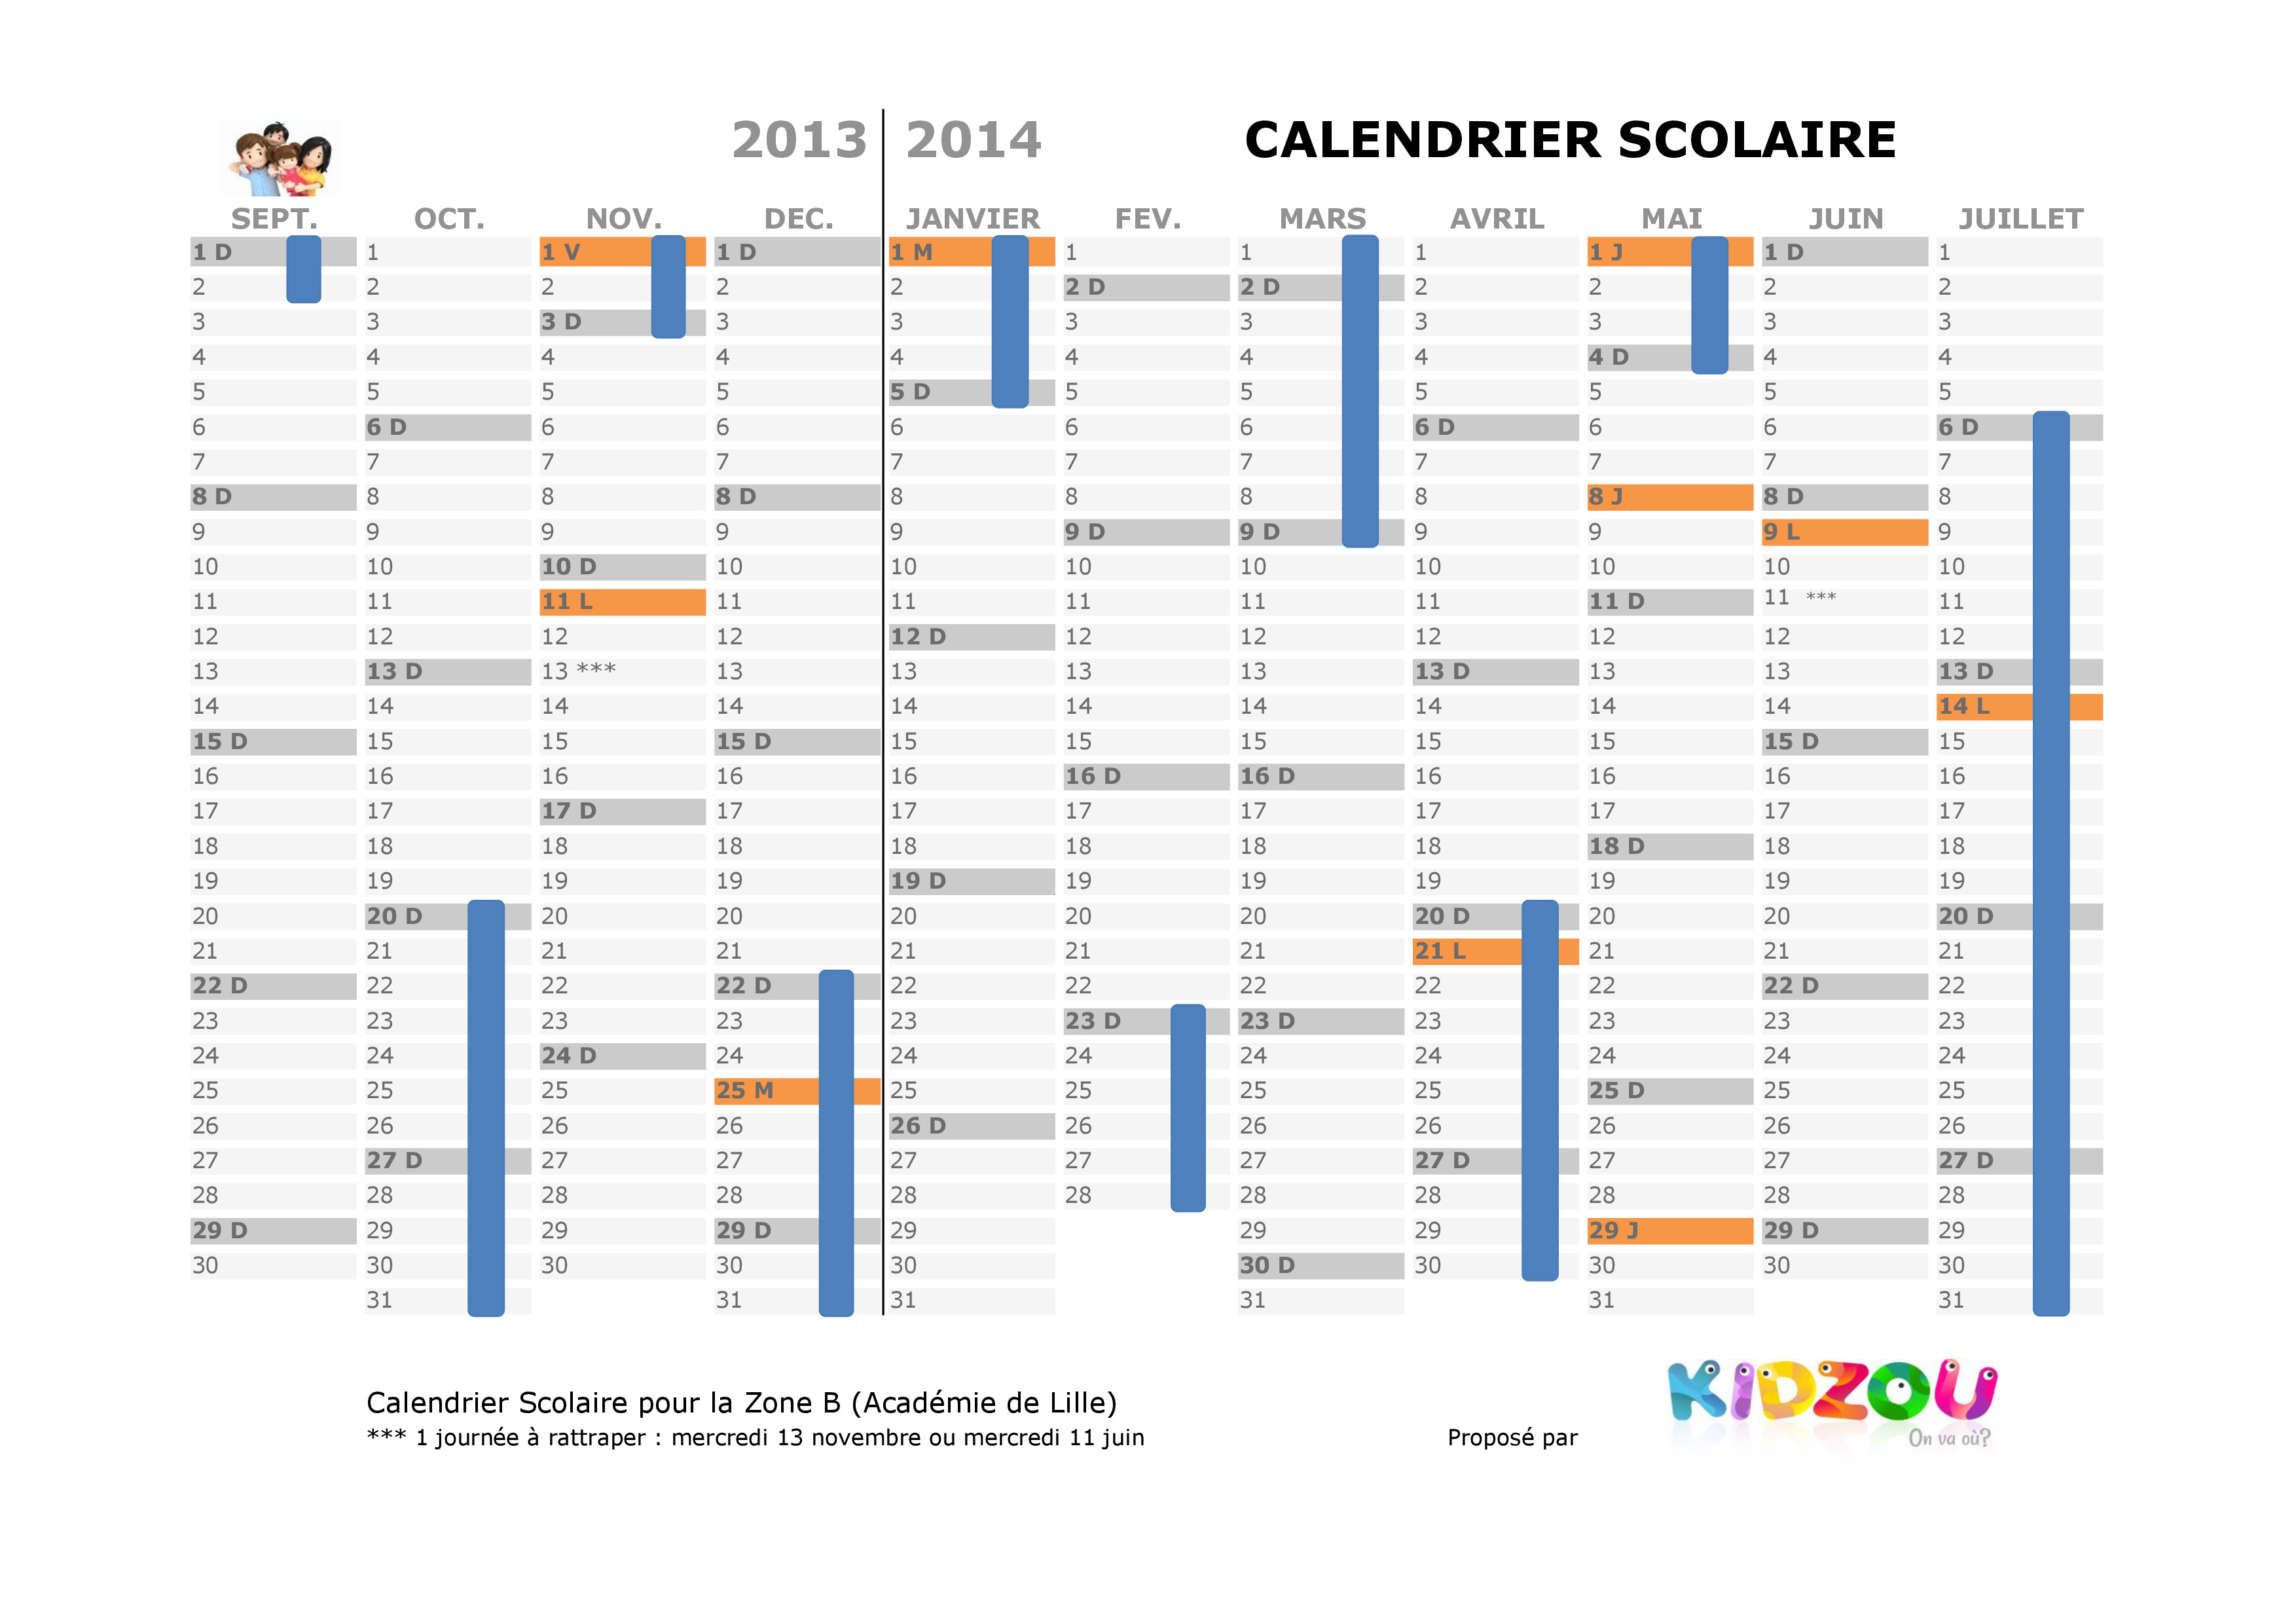 2013 2014 CALENDRIER SCOLAIRE
SEPT. OCT. NOV. DEC. JANVIER FEV. MARS AVRIL MAI JUIN JUILLET
1 D 1 1 V 1 D 1 M 1 1 1 1 J 1 D 1
2 2 2 2 2 2 D 2 D 2 2 2 2
3 3 3 D 3 3 3 3 3 3 3 3
4 4 4 4 4 4 4 4 4 D 4 4
5 5 5 5 5 D 5 5 5 5 5 5
6 6 D 6 6 6 6 6 6 D 6 6 6 D
7 7 7 7 7 7 7 7 7 7 7
8 D 8 8 8 D 8 8 8 8 8 J 8 D 8
9 9 9 9 9 9 D 9 D 9 9 9 L 9
10 10 10 D 10 10 10 10 10 10 10 10
11 11 11 L 11 11 11 11 11 11 D 11 *** 11
12 12 12 12 12 D 12 12 12 12 12 12
13 13 D 13 *** 13 13 13 13 13 D 13 13 13 D
14 14 14 14 14 14 14 14 14 14 14 L
15 D 15 15 15 D 15 15 15 15 15 15 D 15
16 16 16 16 16 16 D 16 D 16 16 16 16
17 17 17 D 17 17 17 17 17 17 17 17
18 18 18 18 18 18 18 18 18 D 18 18
19 19 19 19 19 D 19 19 19 19 19 19
20 20 D 20 20 20 20 20 20 D 20 20 20 D
21 21 21 21 21 21 21 21 L 21 21 21
22 D 22 22 22 D 22 22 22 22 22 22 D 22
23 23 23 23 23 23 D 23 D 23 23 23 23
24 24 24 D 24 24 24 24 24 24 24 24
25 25 25 25 M 25 25 25 25 25 D 25 25
26 26 26 26 26 D 26 26 26 26 26 26
27 27 D 27 27 27 27 27 27 D 27 27 27 D
28 28 28 28 28 28 28 28 28 28 28
29 D 29 29 29 D 29 29 29 29 J 29 D 29
30 30 30 30 30 30 D 30 30 30 30
31 31 31 31 31 31
Calendrier Scolaire pour la Zone B (Académie de Lille)
*** 1 journée à rattraper : mercredi 13 novembre ou mercredi 11 juin
Proposé par
KIDZOU
On va où?